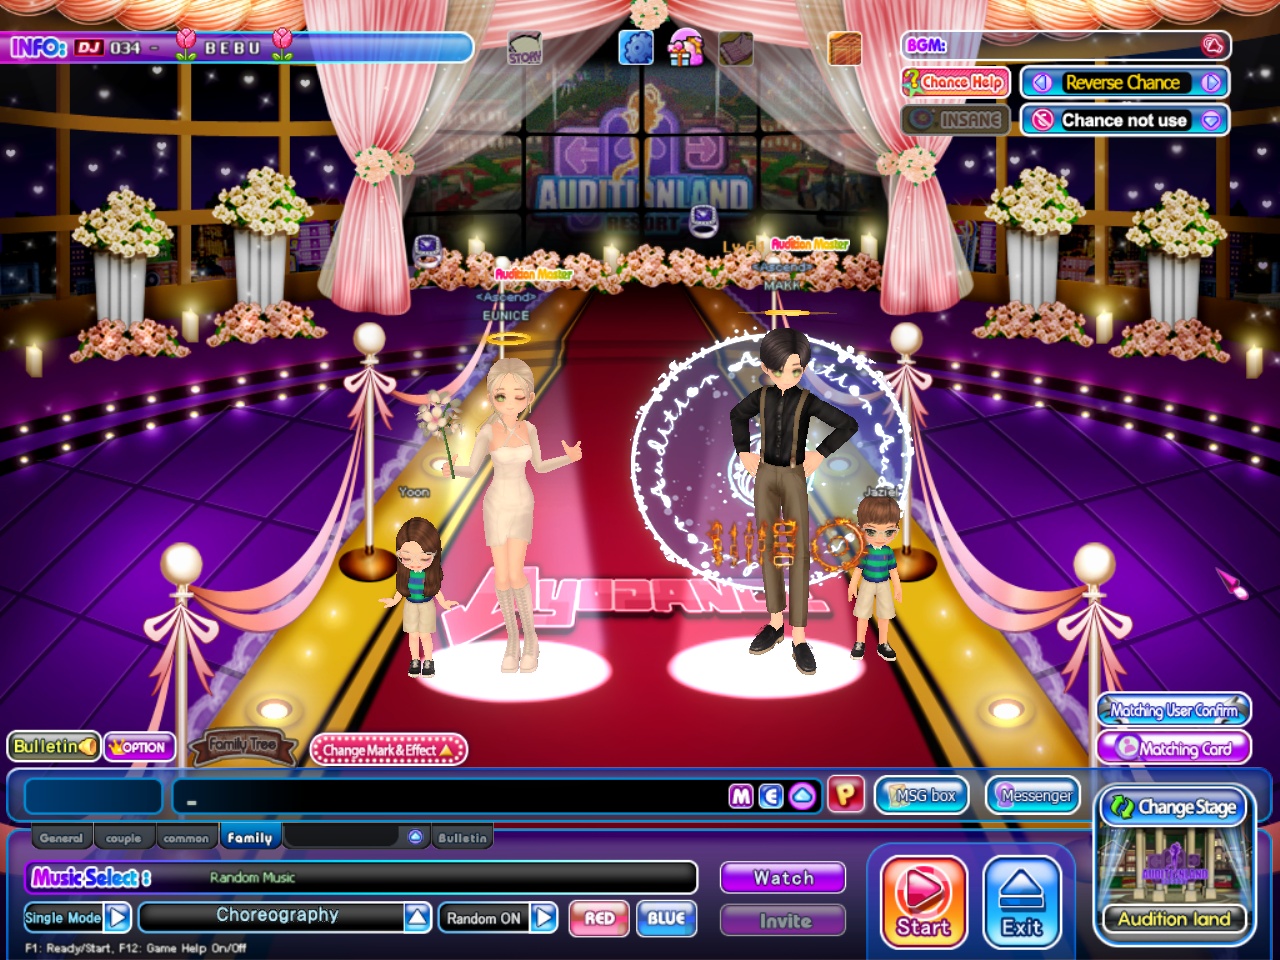 INFO: DJ 034 - BEBU
STORY
BGM:
Chance Help
Reverse Chance
INSANE
Chance not use
AUDITIONLAND
RESORT
Audition Master
<Ascend>
EUNICE
Audition Master
<Ascend>
Yoon
Jaziel
Matching User Confirm
Matching Card
Bulletin
OPTION
Family Tree
Change Mark & Effect
M E
P
MSG box
Messenger
Change Stage
AUDITIONLAND
Audition land
General couple common Family Bulletin
Music Select : Random Music
Watch
Single Mode Choreography Random ON RED BLUE
Invite
Start
Exit
F1: Ready/Start, F12: Game Help On/Off